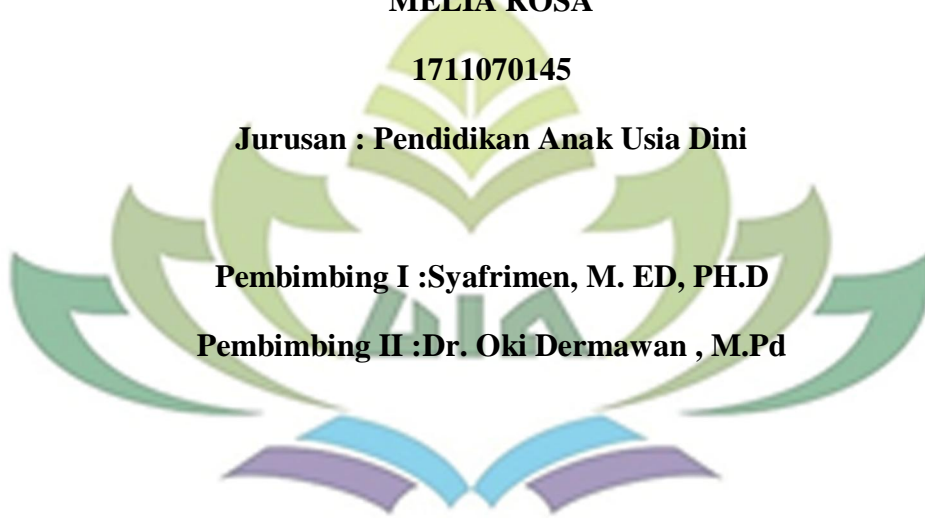 MELIA ROSA
1711070145
Jurusan : Pendidikan Anak Usia Dini
Pembimbing I :Syafrimen, M. ED, PH.D
Pembimbing II :Dr. Oki Dermawan , M.Pd